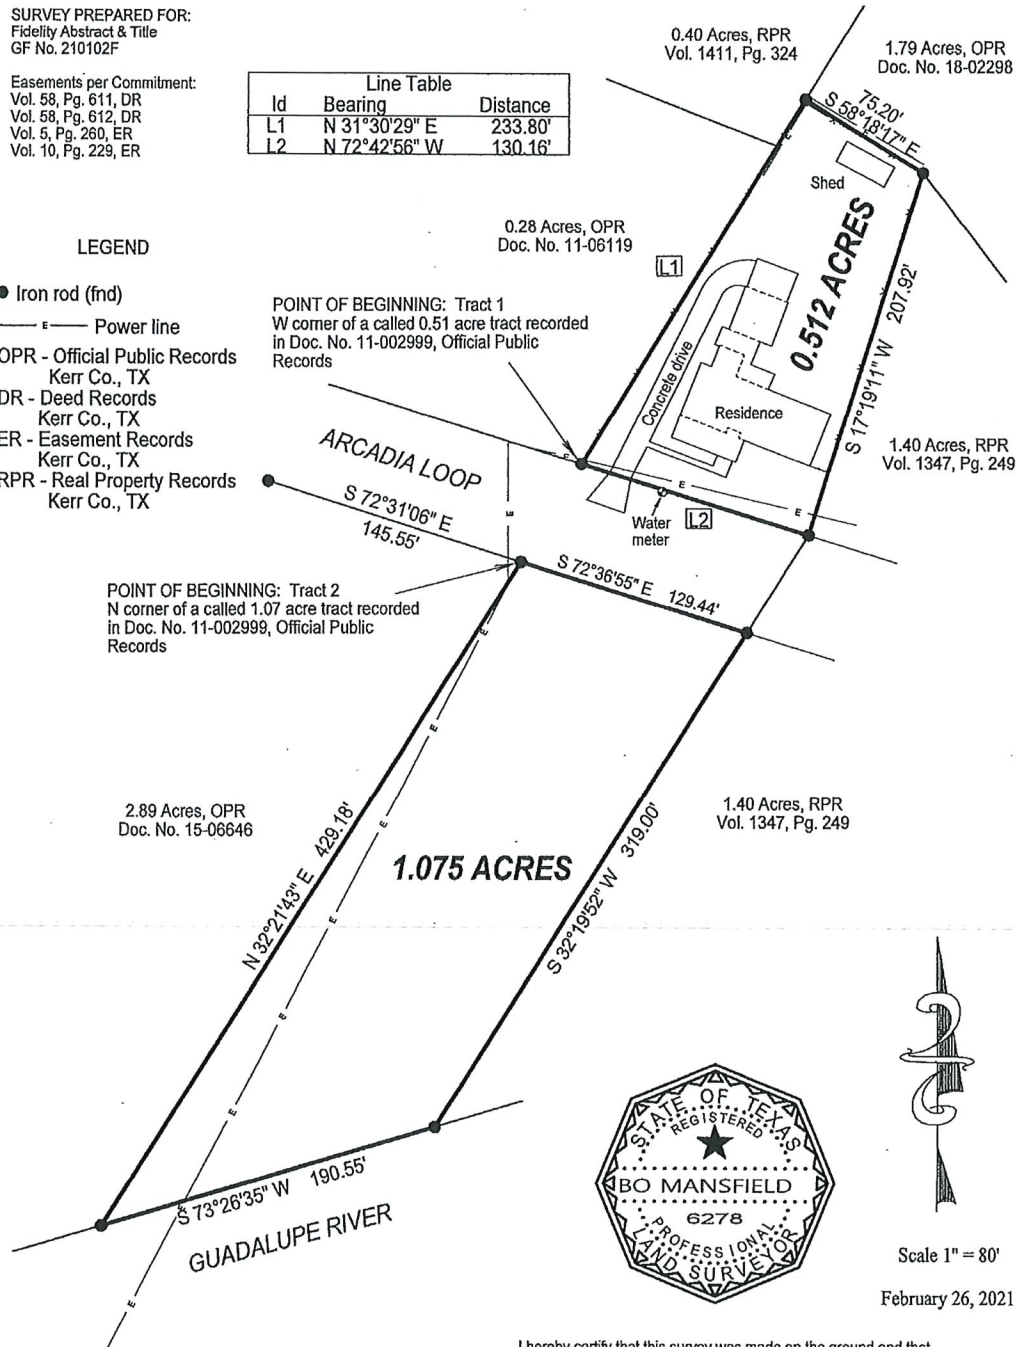 SURVEY PREPARED FOR:
Fidelity Abstract & Title
GF No. 210102F
Easements per Commitment:
Vol. 58, Pg. 611, DR
Vol. 58, Pg. 612, DR
Vol. 5, Pg. 260, ER
Vol. 10, Pg. 229, ER
Line Table
Id Bearing Distance
L1 N 31°30'29" E 233.80'
L2 N 72°42'56" W 130.16'
0.40 Acres, RPR
Vol. 1411, Pg. 324
1.79 Acres, OPR
Doc. No. 18-02298
75.20'
S 58°18'17" E
Shed
0.28 Acres, OPR
Doc. No. 11-06119
L1
0.512 ACRES
S 17°19'11" W 207.92'
LEGEND
Iron rod (fnd)
E Power line
OPR - Official Public Records
Kerr Co., TX
DR - Deed Records
Kerr Co., TX
ER - Easement Records
Kerr Co., TX
RPR - Real Property Records
Kerr Co., TX
POINT OF BEGINNING: Tract 1
W corner of a called 0.51 acre tract recorded
in Doc. No. 11-002999, Official Public
Records
Concrete drive
Residence
1.40 Acres, RPR
Vol. 1347, Pg. 249
ARCADIA LOOP
S 72°31'06" E
145.55'
E
E
E
E
Water
meter
L2
POINT OF BEGINNING: Tract 2
N corner of a called 1.07 acre tract recorded
in Doc. No. 11-002999, Official Public
Records
S 72°36'55" E 129.44'
E
E
E
E
E
E
E
E
2.89 Acres, OPR
Doc. No. 15-06646
N 32°21'43" E 429.18'
1.075 ACRES
S 32°19'52" W 319.00'
1.40 Acres, RPR
Vol. 1347, Pg. 249
S 73°26'35" W 190.55'
GUADALUPE RIVER
STATE OF TEXAS
REGISTERED
BO MANSFIELD
6278
PROFESSIONAL
LAND SURVEYOR
Scale 1" = 80'
February 26, 2021
I hereby certify that this survey was made on the ground and that